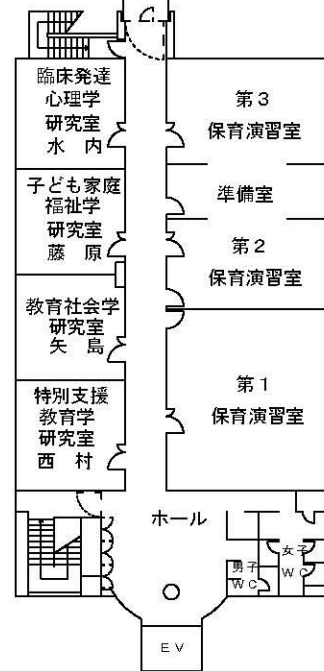 臨床発達
心理学
研究室
水　内
子ども家庭
福祉学
研究室
藤　原
教育社会学
研究室
矢　島
特別支援
教育学
研究室
西　村
第３
保育演習室
準備室
第２
保育演習室
第１
保育演習室
ホール
男子
ＷＣ
女子
ＷＣ
ＥＶ